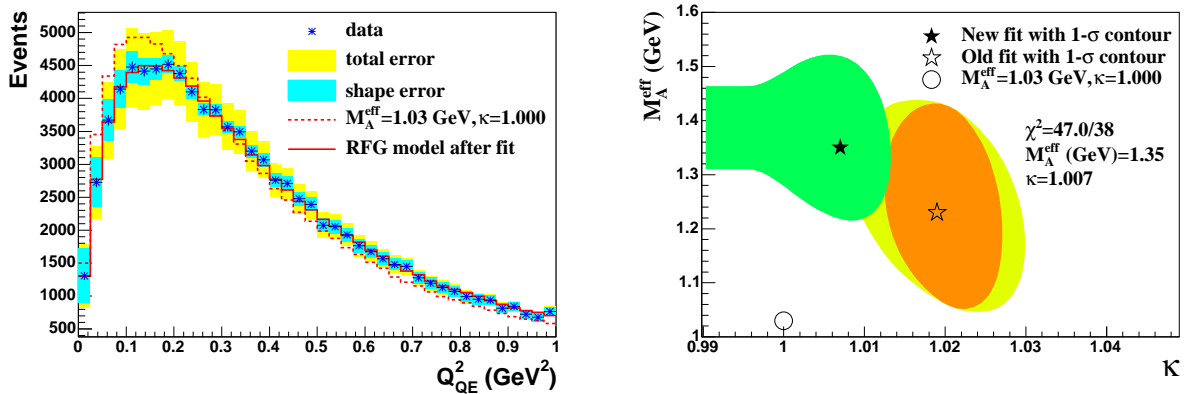 Events
5000
4500
4000
3500
3000
2500
2000
1500
1000
500
data
total error
shape error
M_A^eff=1.03 GeV,κ=1.000
RFG model after fit
0 0.1 0.2 0.3 0.4 0.5 0.6 0.7 0.8 0.9 1
Q²_QE (GeV²)
M_A^eff (GeV)
1.6
1.5
1.4
1.3
1.2
1.1
1
New fit with 1-σ contour
Old fit with 1-σ contour
M_A^eff=1.03 GeV,κ=1.000
χ²=47.0/38
M_A^eff (GeV)=1.35
κ=1.007
0.99 1 1.01 1.02 1.03 1.04
κ